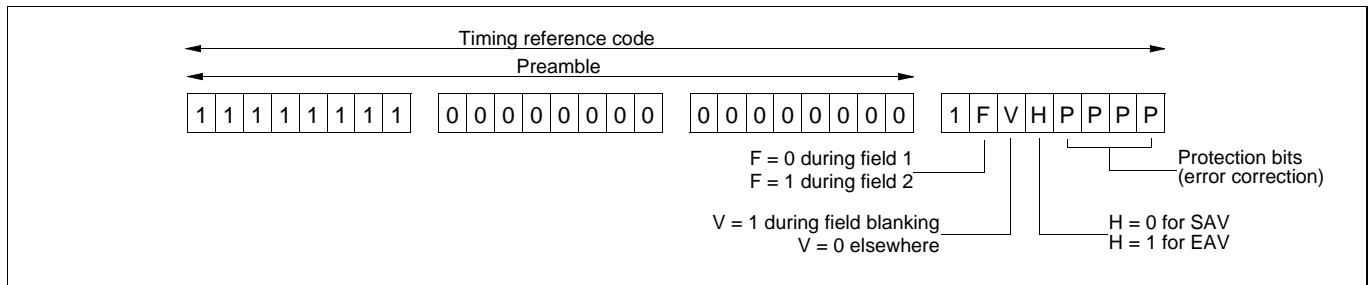 Timing reference code
Preamble
1 1 1 1 1 1 1 1 0 0 0 0 0 0 0 0 0 0 0 0 0 0 0 0 1 F V H P P P P
F = 0 during field 1
F = 1 during field 2
Protection bits
(error correction)
V = 1 during field blanking
V = 0 elsewhere
H = 0 for SAV
H = 1 for EAV